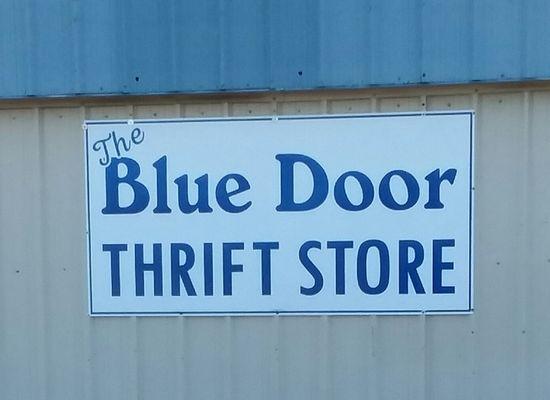 The
Blue Door
THRIFT STORE